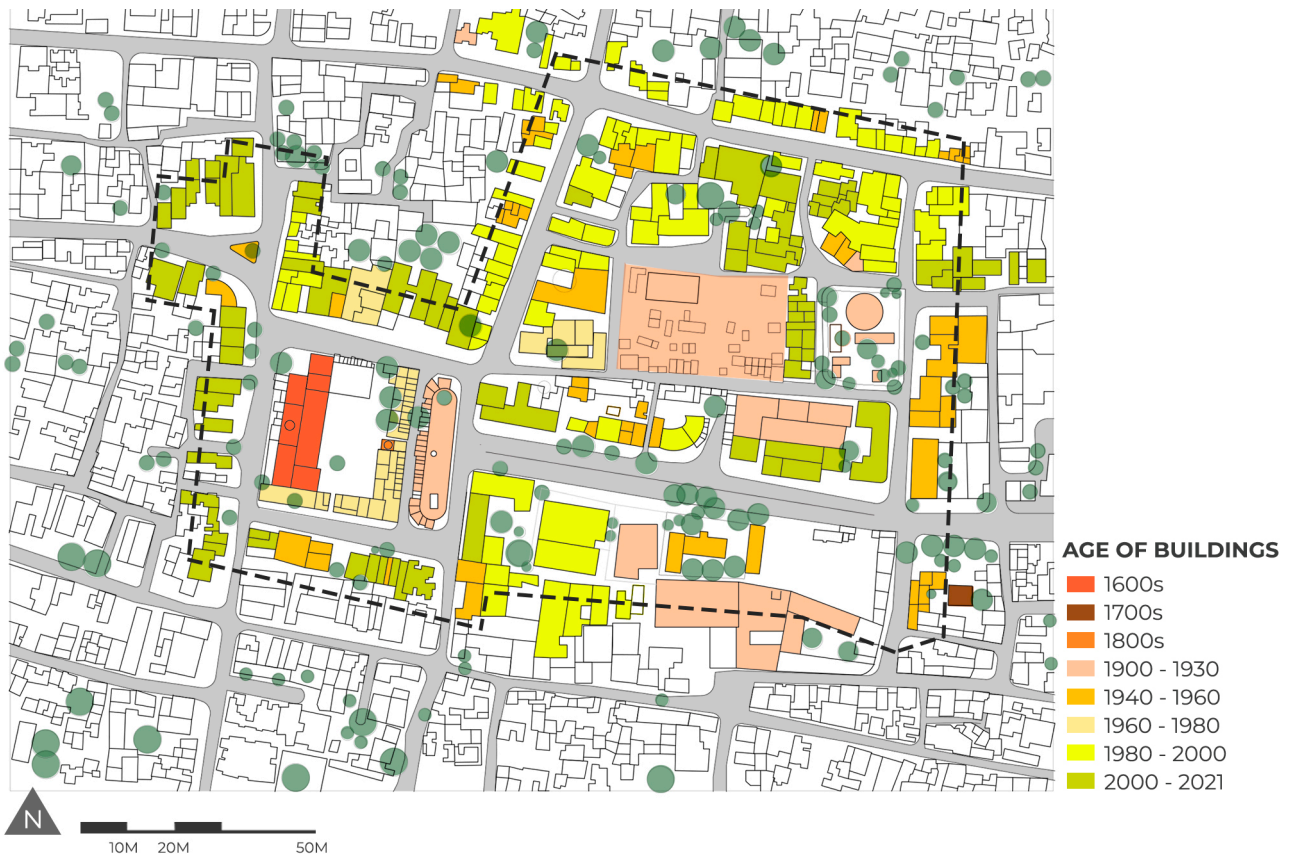 AGE OF BUILDINGS
1600s
1700s
1800s
1900 - 1930
1940 - 1960
1960 - 1980
1980 - 2000
2000 - 2021
N
10M 20M 50M